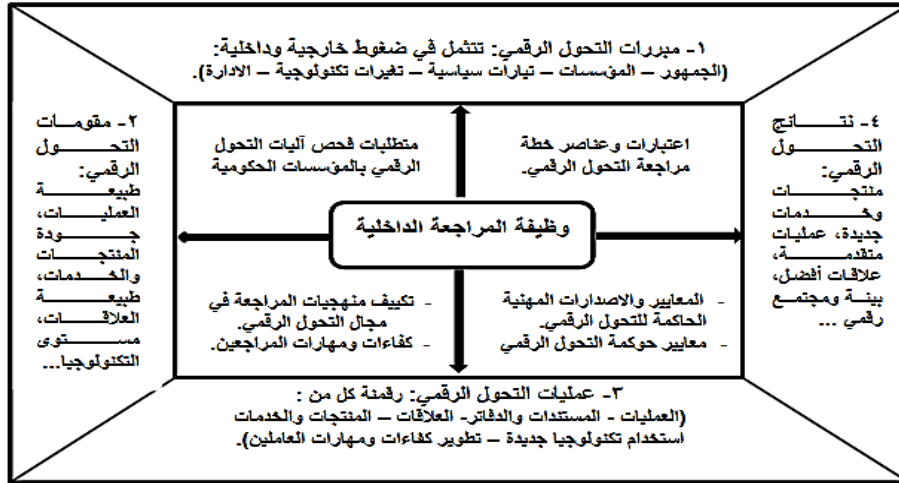 ١- مبررات التحول الرقمي: تتثمل في ضغوط خارجية وداخلية:
(الجمهور – المؤسسات – تيارات سياسية – تغيرات تكنولوجية – الادارة).
٢- مقومات
التحول
الرقمي:
طبيعة
العمليات،
جودة
المنتجات
والخدمات،
طبيعة
العلاقات،
مستوى
التكنولوجيا...
اعتبارات وعناصر خطة
مراجعة التحول الرقمي.
متطلبات فحص آليات التحول
الرقمي بالمؤسسات الحكومية
وظيفة المراجعة الداخلية
- المعايير والاصدارات المهنية
الحاكمة للتحول الرقمي.
- معايير حوكمة التحول الرقمي
- تكييف منهجيات المراجعة في
مجال التحول الرقمي.
- كفاءات ومهارات المراجعين.
٣- عمليات التحول الرقمي: رقمنة كل من :
(العمليات - المستندات والدفاتر- العلاقات – المنتجات والخدمات
استخدام تكنولوجيا جديدة – تطوير كفاءات ومهارات العاملين).
٤- نتائج
التحول
الرقمي:
منتجات
وخدمات
جديدة، عمليات
متقدمة،
علاقات أفضل،
بيئة ومجتمع
رقمي ...